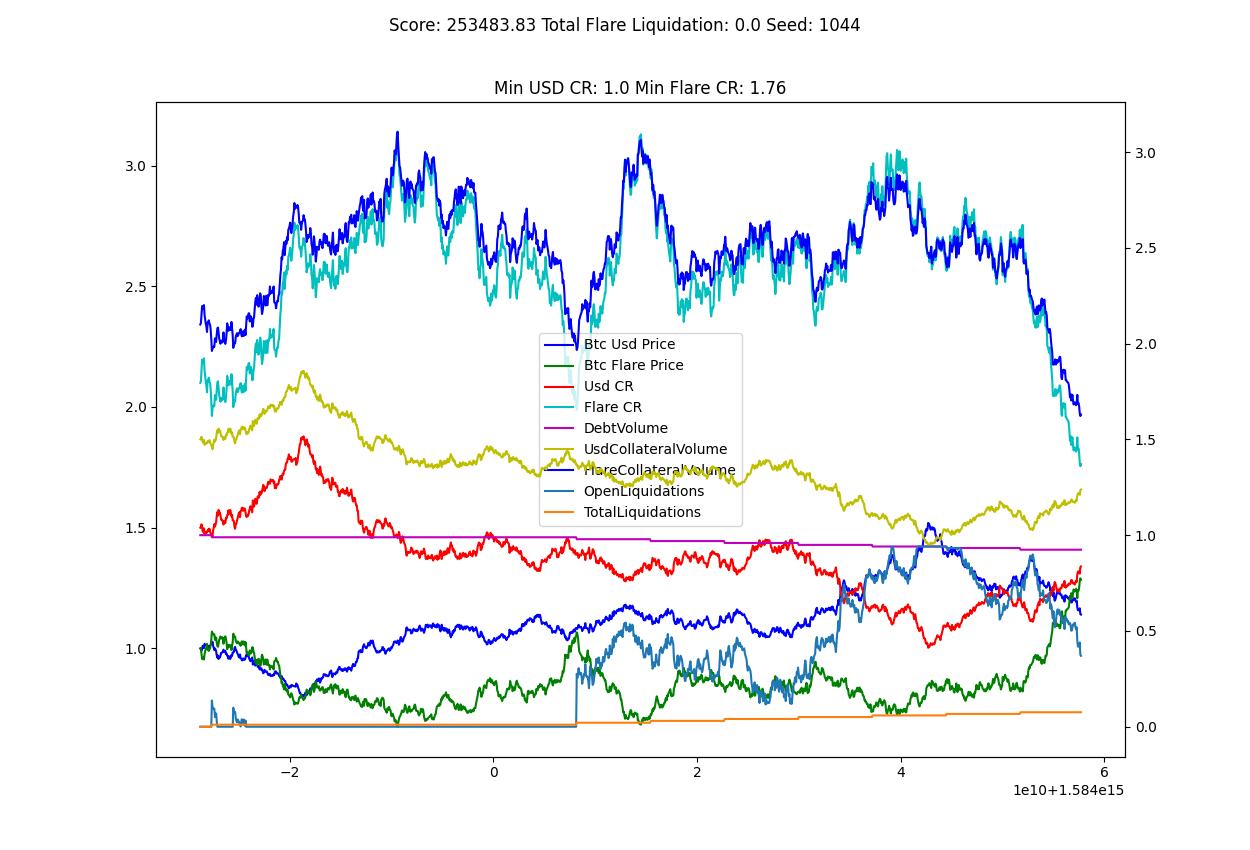 Score: 253483.83 Total Flare Liquidation: 0.0 Seed: 1044
Min USD CR: 1.0 Min Flare CR: 1.76
3.0
2.5
2.0
1.5
1.0
3.0
2.5
2.0
1.5
1.0
0.5
0.0
Btc Usd Price
Btc Flare Price
Usd CR
Flare CR
DebtVolume
UsdCollateralVolume
FlareCollateralVolume
OpenLiquidations
TotalLiquidations
−2 0 2 4 6
1e10+1.584e15